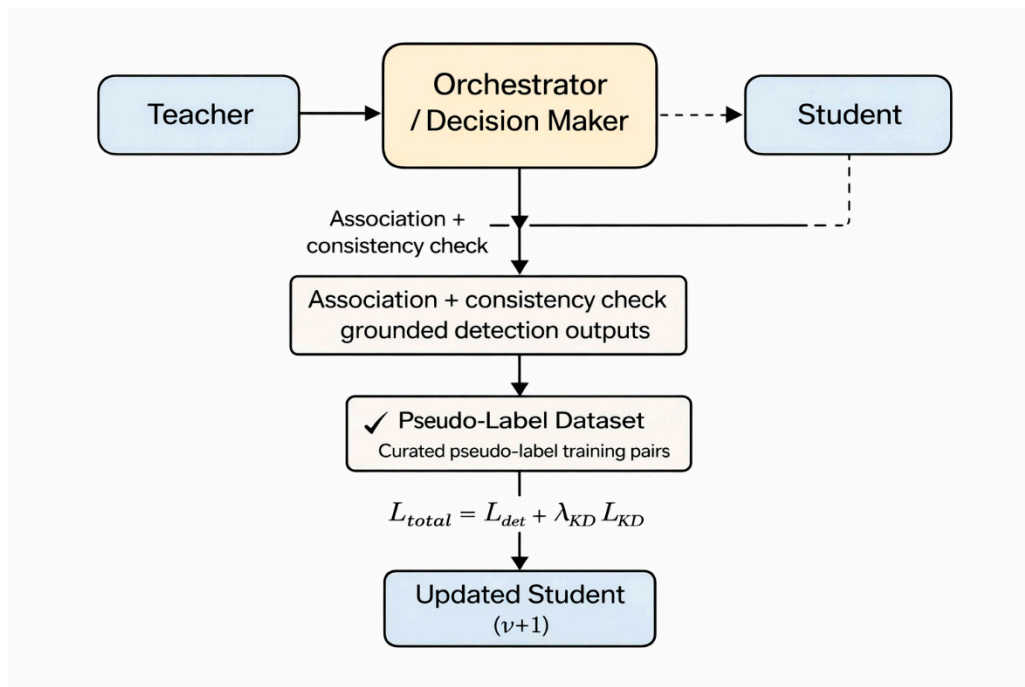 Teacher
Orchestrator
/ Decision Maker
Student
Association +
consistency check
Association + consistency check
grounded detection outputs
✓ Pseudo-Label Dataset
Curated pseudo-label training pairs
L_total = L_det + λ_KD L_KD
Updated Student
(ν+1)